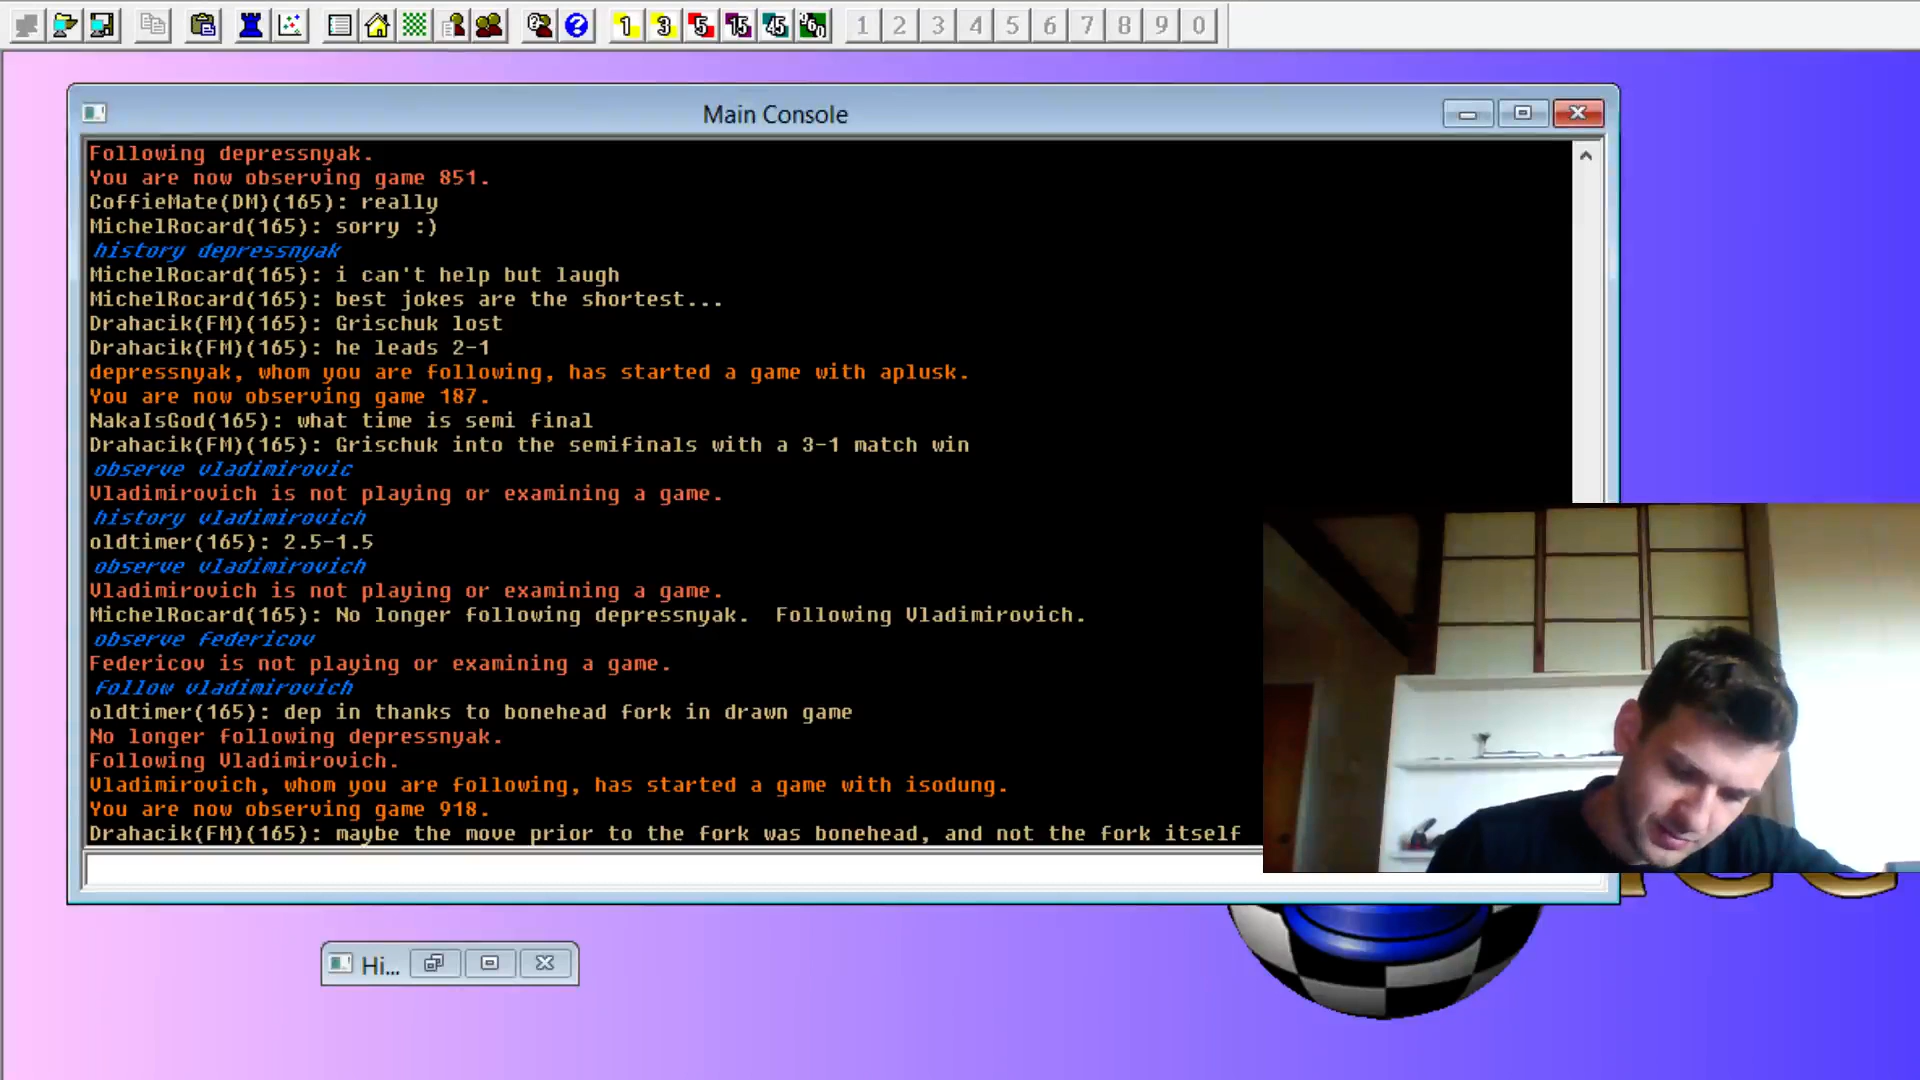 1 3 5 15 45 1 2 3 4 5 6 7 8 9 0
Main Console
Following depressnyak.
You are now observing game 851.
CoffieMate(DM)(165): really
MichelRocard(165): sorry :)
history depressnyak
MichelRocard(165): i can't help but laugh
MichelRocard(165): best jokes are the shortest...
Drahacik(FM)(165): Grischuk lost
Drahacik(FM)(165): he leads 2-1
depressnyak, whom you are following, has started a game with aplusk.
You are now observing game 187.
NakaIsGod(165): what time is semi final
Drahacik(FM)(165): Grischuk into the semifinals with a 3-1 match win
observe vladimirovic
Vladimirovich is not playing or examining a game.
history vladimirovich
oldtimer(165): 2.5-1.5
observe vladimirovich
Vladimirovich is not playing or examining a game.
MichelRocard(165): No longer following depressnyak.  Following Vladimirovich.
observe federicov
Federicov is not playing or examining a game.
follow vladimirovich
oldtimer(165): dep in thanks to bonehead fork in drawn game
No longer following depressnyak.
Following Vladimirovich.
Vladimirovich, whom you are following, has started a game with isodung.
You are now observing game 918.
Drahacik(FM)(165): maybe the move prior to the fork was bonehead, and not the fork itself
Hi...